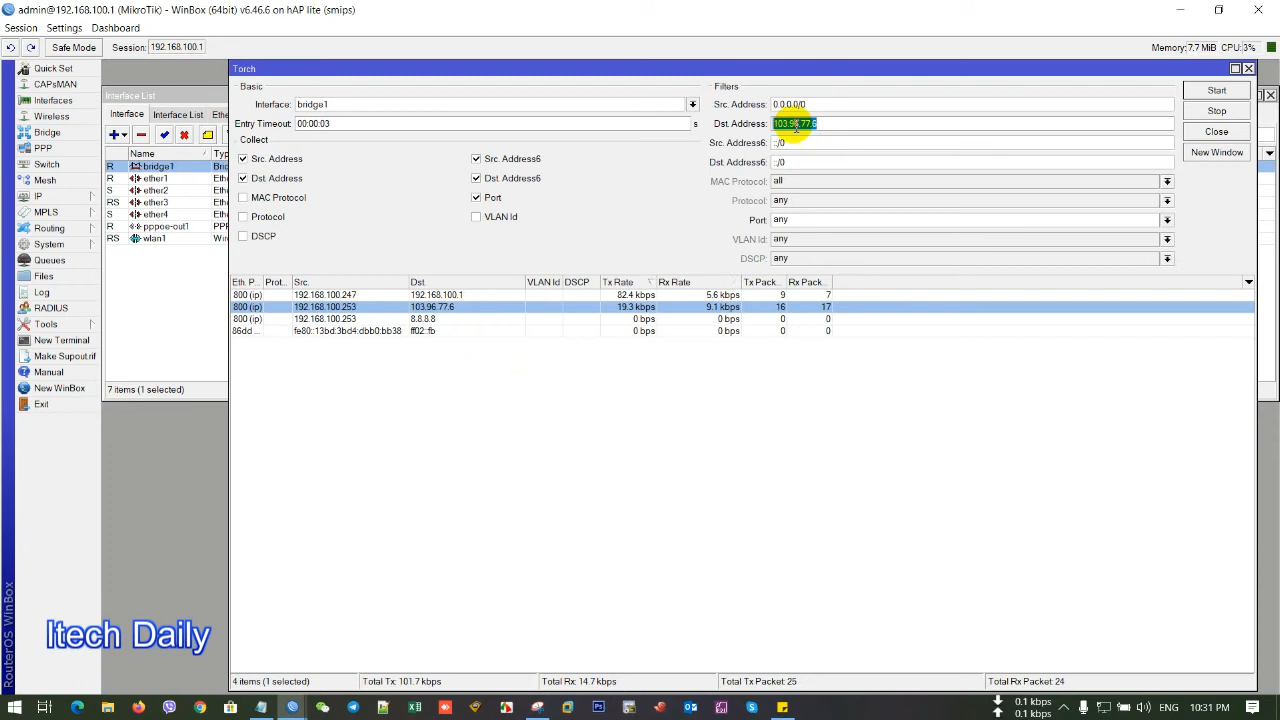 admin@192.168.100.1 (MikroTik) - WinBox (64bit) v6.46.6 on hAP lite (smips)
Session Settings Dashboard
Safe Mode Session: 192.168.100.1 Memory: 7.7 MiB CPU: 3%
Quick Set
CAPsMAN
Interfaces
Wireless
Bridge
PPP
Switch
Mesh
IP
MPLS
Routing
System
Queues
Files
Log
RADIUS
Tools
New Terminal
Make Supout.rif
Manual
New WinBox
Exit
RouterOS WinBox
Interface List
Interface Interface List
Name
R bridge1
R ether1
S ether2
RS ether3
S ether4
R pppoe-out1
RS wlan1
7 items (1 selected)
Torch
Basic
Interface: bridge1
Entry Timeout: 00:00:03 s
Collect
Src. Address Src. Address6
Dst. Address Dst. Address6
MAC Protocol Port
Protocol VLAN Id
DSCP
Filters
Src. Address: 0.0.0.0/0
Dst. Address: 103.96.77.6
Src. Address6: ::/0
Dst. Address6: ::/0
MAC Protocol: all
Protocol: any
Port: any
VLAN Id: any
DSCP: any
Start
Stop
Close
New Window
Eth. P... Prot... Src. Dst. VLAN Id DSCP Tx Rate Rx Rate Tx Pack... Rx Pack...
800 (ip) 192.168.100.247 192.168.100.1 82.4 kbps 5.6 kbps 9 7
800 (ip) 192.168.100.253 103.96.77.6 19.3 kbps 9.1 kbps 16 17
800 (ip) 192.168.100.253 8.8.8.8 0 bps 0 bps 0 0
86dd ... fe80::13bd:3bd4:dbb0:bb38 ff02::fb 0 bps 0 bps 0 0
4 items (1 selected) Total Tx: 101.7 kbps Total Rx: 14.7 kbps Total Tx Packet: 25 Total Rx Packet: 24
Itech Daily
0.1 kbps
0.1 kbps
ENG 10:31 PM